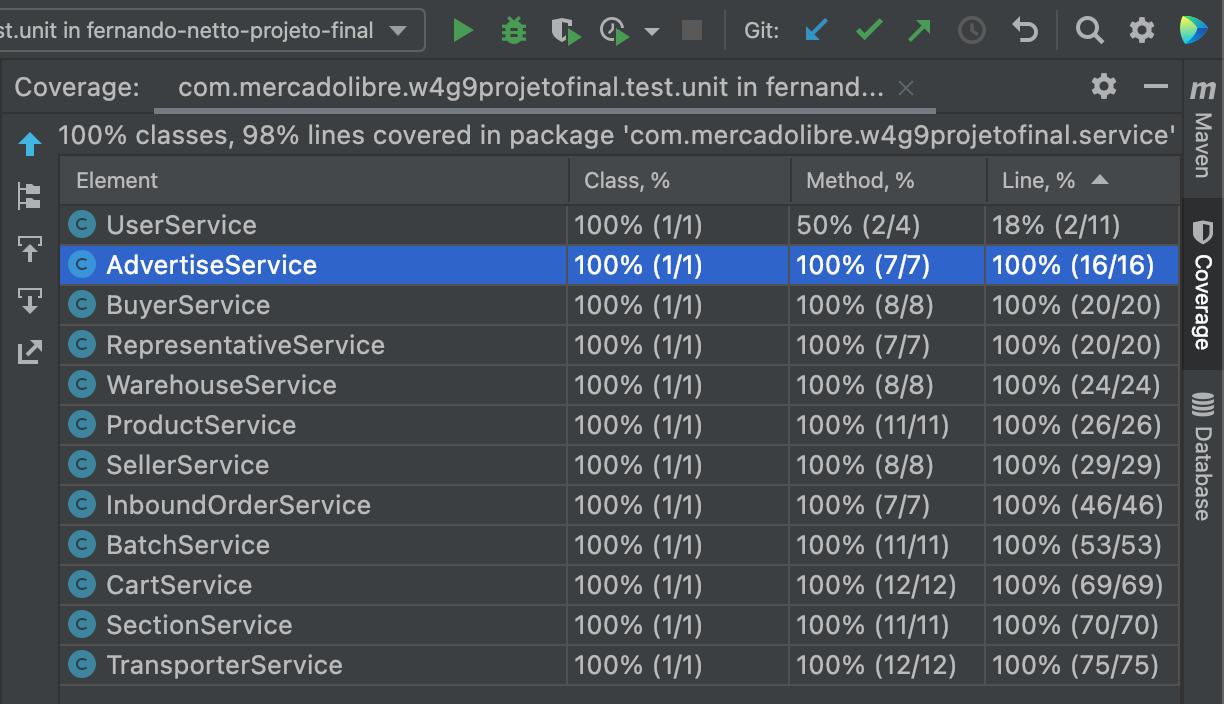 st.unit in fernando-netto-projeto-final
Git:
Coverage: com.mercadolibre.w4g9projetofinal.test.unit in fernand...
100% classes, 98% lines covered in package 'com.mercadolibre.w4g9projetofinal.service'
Element Class, % Method, % Line, %
C UserService 100% (1/1) 50% (2/4) 18% (2/11)
C AdvertiseService 100% (1/1) 100% (7/7) 100% (16/16)
C BuyerService 100% (1/1) 100% (8/8) 100% (20/20)
C RepresentativeService 100% (1/1) 100% (7/7) 100% (20/20)
C WarehouseService 100% (1/1) 100% (8/8) 100% (24/24)
C ProductService 100% (1/1) 100% (11/11) 100% (26/26)
C SellerService 100% (1/1) 100% (8/8) 100% (29/29)
C InboundOrderService 100% (1/1) 100% (7/7) 100% (46/46)
C BatchService 100% (1/1) 100% (11/11) 100% (53/53)
C CartService 100% (1/1) 100% (12/12) 100% (69/69)
C SectionService 100% (1/1) 100% (11/11) 100% (70/70)
C TransporterService 100% (1/1) 100% (12/12) 100% (75/75)
m Maven
Coverage
Database